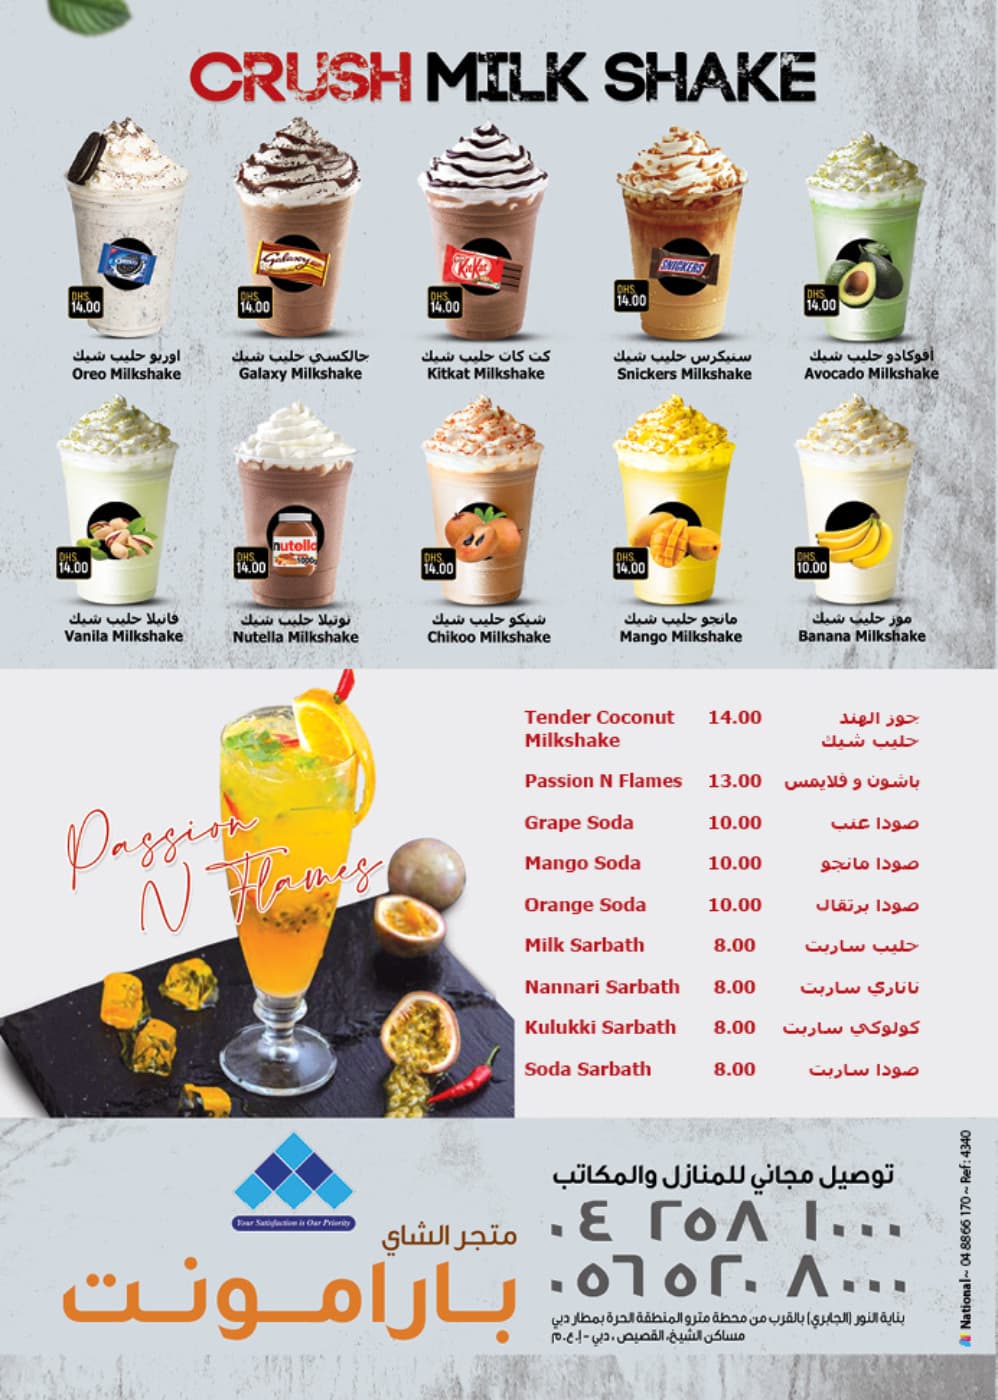 CRUSH MILK SHAKE
OREO
Galaxy
KitKat
SNICKERS
DHS. 14.00
DHS. 14.00
DHS. 14.00
DHS. 14.00
DHS. 14.00
اوريو حليب شيك
Oreo Milkshake
جالكسي حليب شيك
Galaxy Milkshake
كت كات حليب شيك
Kitkat Milkshake
سنيكرس حليب شيك
Snickers Milkshake
أفوكادو حليب شيك
Avocado Milkshake
nutella
DHS. 14.00
DHS. 14.00
DHS. 14.00
DHS. 14.00
DHS. 10.00
فانيلا حليب شيك
Vanila Milkshake
نوتيلا حليب شيك
Nutella Milkshake
شيكو حليب شيك
Chikoo Milkshake
مانجو حليب شيك
Mango Milkshake
موز حليب شيك
Banana Milkshake
Passion
N Flames
Tender Coconut 14.00 جوز الهند
Milkshake حليب شيك
Passion N Flames 13.00 باشون و فلايمس
Grape Soda 10.00 صودا عنب
Mango Soda 10.00 صودا مانجو
Orange Soda 10.00 صودا برتقال
Milk Sarbath 8.00 حليب ساربت
Nannari Sarbath 8.00 ناناري ساربت
Kulukki Sarbath 8.00 كولوكي ساربت
Soda Sarbath 8.00 صودا ساربت
Your Satisfaction is Our Priority
متجر الشاي
بارامونت
توصيل مجاني للمنازل والمكاتب
٠٤ ٢٥٨ ١٠٠٠
٠٥٦ ٥٢٠ ٨٠٠٠
بناية النور (الجابري) بالقرب من محطة مترو المنطقة الحرة بمطار دبي
مساكن الشيخ، القصيص ، دبي - إ.ع.م
National ~ 04 8866 170 ~ Ref : 4340